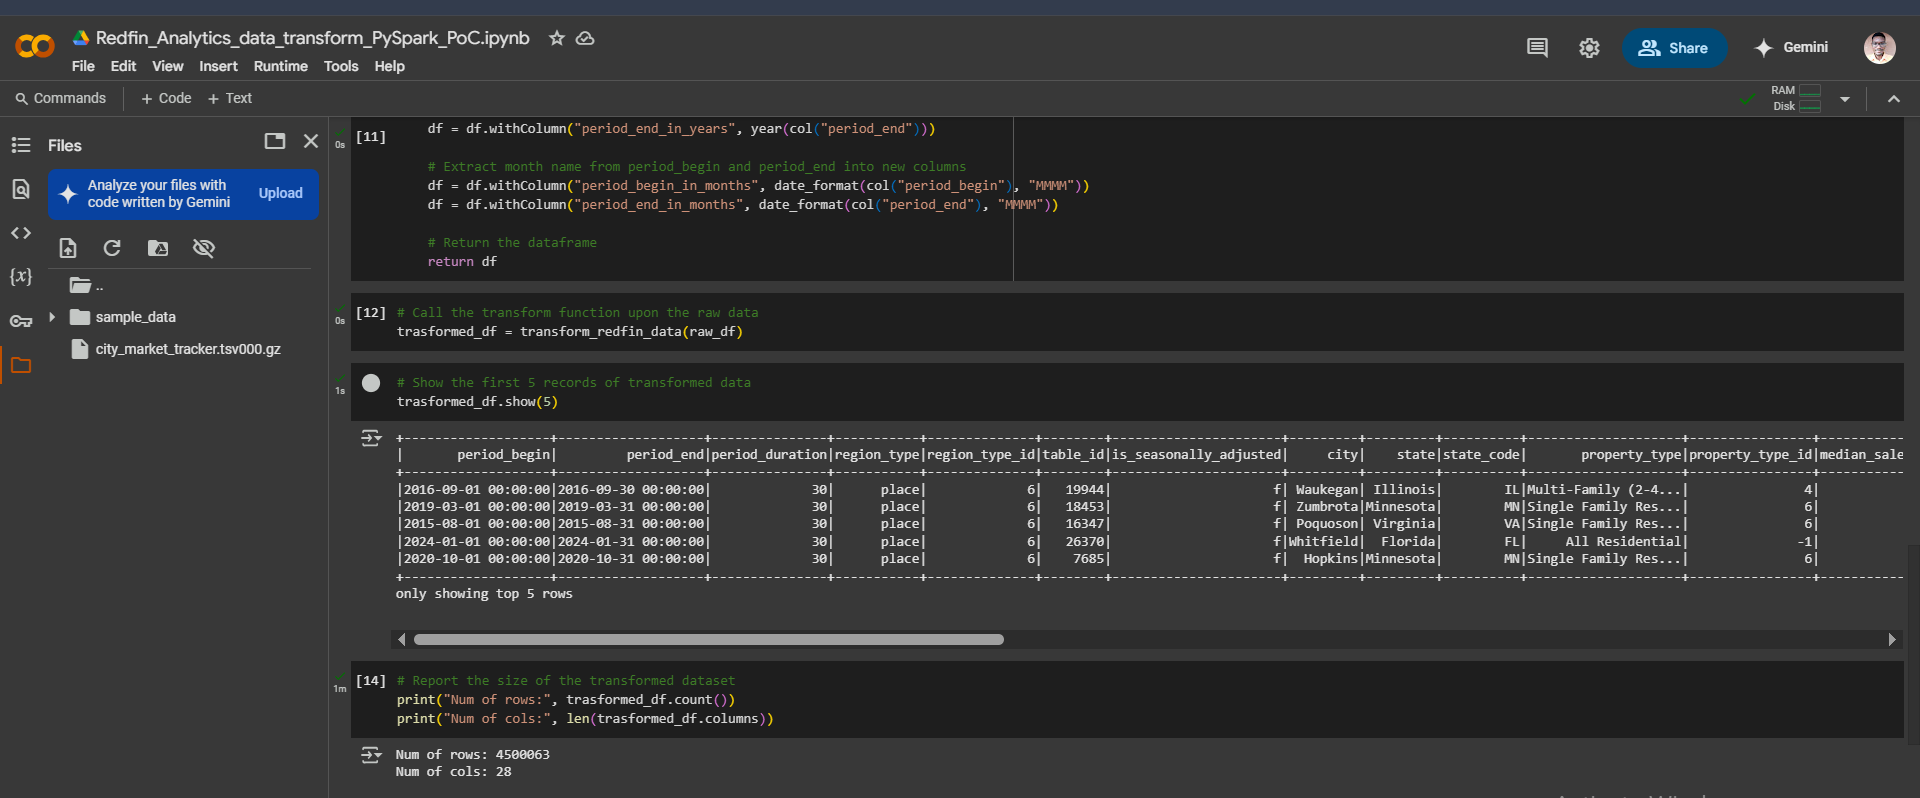 Redfin_Analytics_data_transform_PySpark_PoC.ipynb
File Edit View Insert Runtime Tools Help
Share
Gemini
Commands + Code + Text
RAM
Disk
Files
Analyze your files with
code written by Gemini
Upload
..
sample_data
city_market_tracker.tsv000.gz
{x}
0s
[11]
df = df.withColumn("period_end_in_years", year(col("period_end")))
# Extract month name from period_begin and period_end into new columns
df = df.withColumn("period_begin_in_months", date_format(col("period_begin"), "MMMM"))
df = df.withColumn("period_end_in_months", date_format(col("period_end"), "MMMM"))
# Return the dataframe
return df
0s
[12] # Call the transform function upon the raw data
trasformed_df = transform_redfin_data(raw_df)
1s
# Show the first 5 records of transformed data
trasformed_df.show(5)
+-------------------+-------------------+---------------+-----------+--------------+--------+----------------------+---------+---------+----------+--------------------+----------------+-----------
| period_begin| period_end|period_duration|region_type|region_type_id|table_id|is_seasonally_adjusted| city| state|state_code| property_type|property_type_id|median_sale
+-------------------+-------------------+---------------+-----------+--------------+--------+----------------------+---------+---------+----------+--------------------+----------------+-----------
|2016-09-01 00:00:00|2016-09-30 00:00:00| 30| place| 6| 19944| f| Waukegan| Illinois| IL|Multi-Family (2-4...| 4|
|2019-03-01 00:00:00|2019-03-31 00:00:00| 30| place| 6| 18453| f| Zumbrota|Minnesota| MN|Single Family Res...| 6|
|2015-08-01 00:00:00|2015-08-31 00:00:00| 30| place| 6| 16347| f| Poquoson| Virginia| VA|Single Family Res...| 6|
|2024-01-01 00:00:00|2024-01-31 00:00:00| 30| place| 6| 26370| f|Whitfield| Florida| FL| All Residential| -1|
|2020-10-01 00:00:00|2020-10-31 00:00:00| 30| place| 6| 7685| f| Hopkins|Minnesota| MN|Single Family Res...| 6|
+-------------------+-------------------+---------------+-----------+--------------+--------+----------------------+---------+---------+----------+--------------------+----------------+-----------
only showing top 5 rows
1m
[14] # Report the size of the transformed dataset
print("Num of rows:", trasformed_df.count())
print("Num of cols:", len(trasformed_df.columns))
Num of rows: 4500063
Num of cols: 28